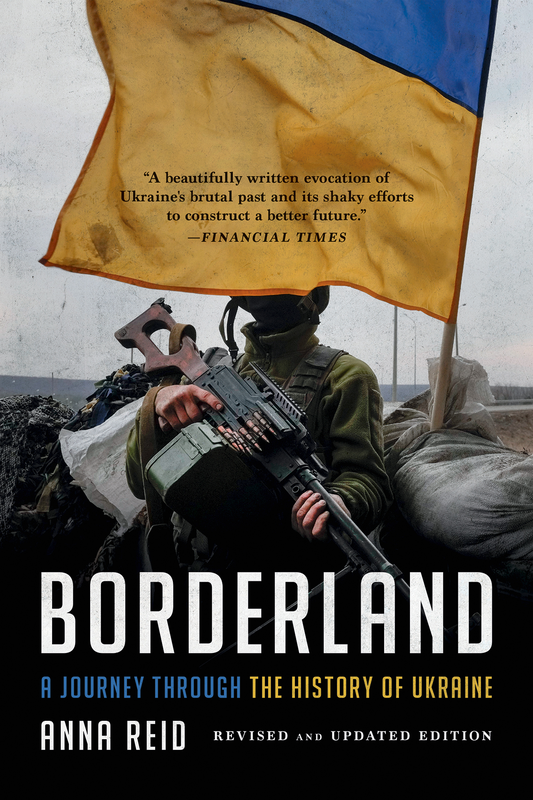 “A beautifully written evocation of
Ukraine's brutal past and its shaky efforts
to construct a better future.”
—FINANCIAL TIMES
BORDERLAND
A JOURNEY THROUGH THE HISTORY OF UKRAINE
ANNA REID
REVISED AND UPDATED EDITION